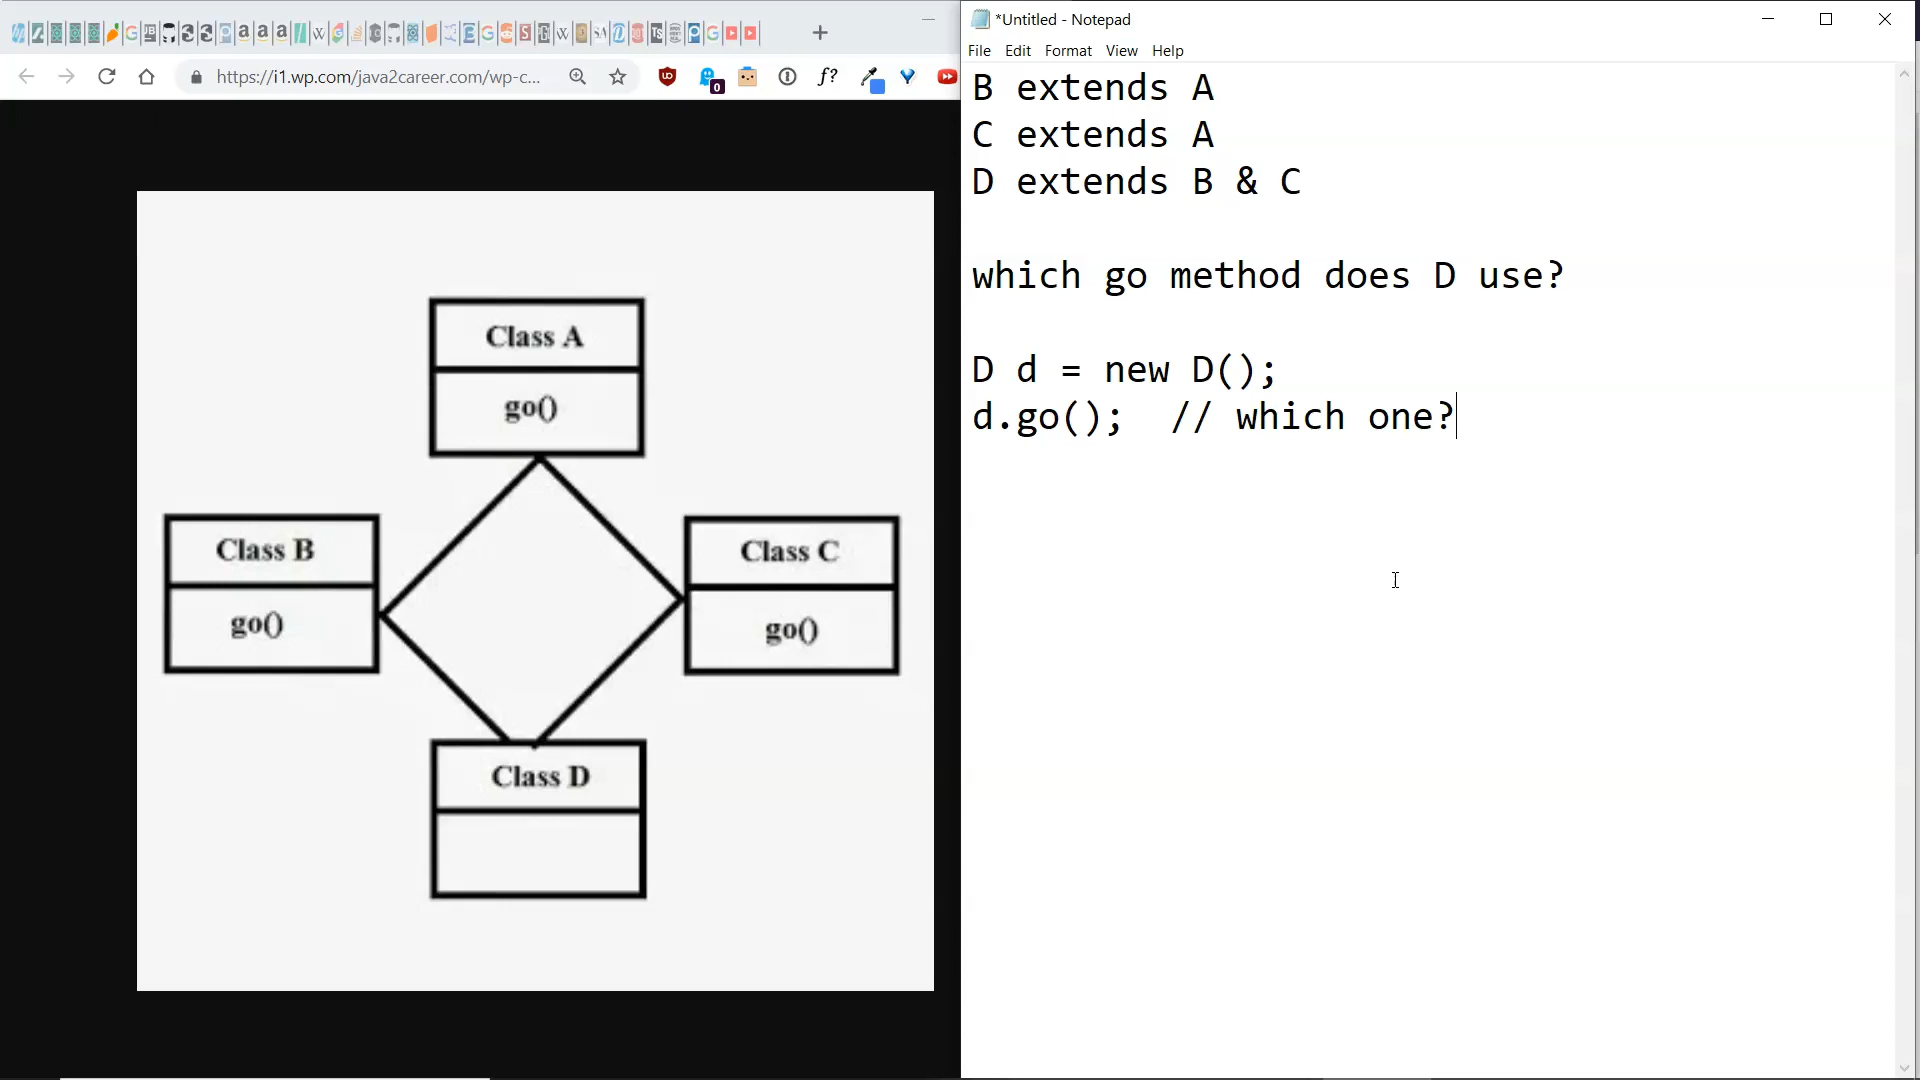 https://i1.wp.com/java2career.com/wp-c...
f?
0
Class A
go()
Class B
go()
Class C
go()
Class D
*Untitled - Notepad
File Edit Format View Help
B extends A
C extends A
D extends B & C
which go method does D use?
D d = new D();
d.go(); // which one?